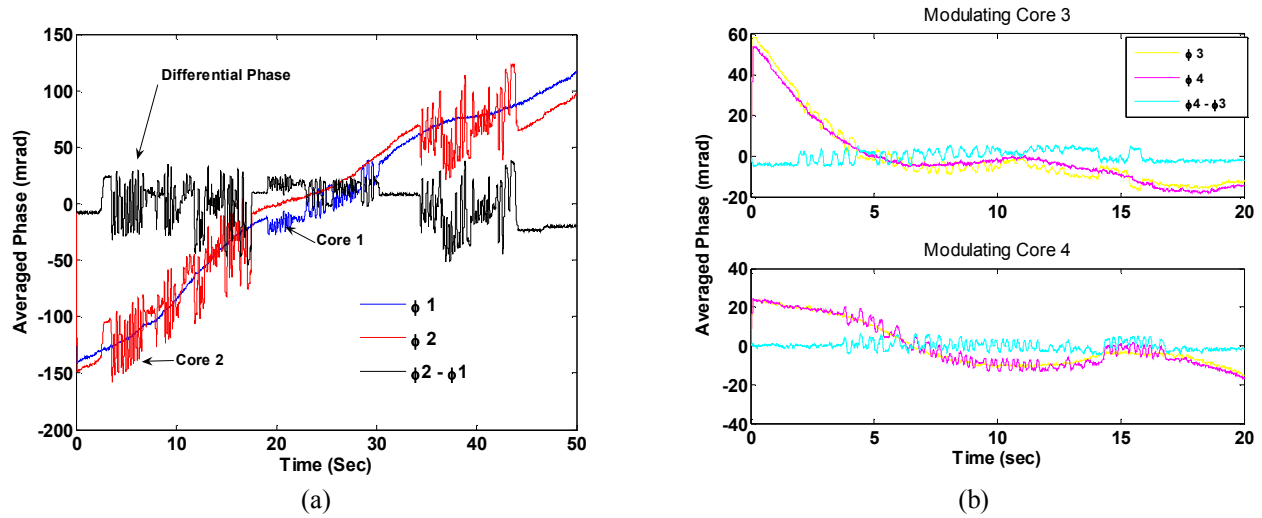 150
100
50
0
-50
-100
-150
-200
0 10 20 30 40 50
Averaged Phase (mrad)
Time (Sec)
Differential Phase
Core 1
Core 2
ϕ 1
ϕ 2
ϕ2 - ϕ1
(a)
Modulating Core 3
60
40
20
0
-20
0 5 10 15 20
ϕ 3
ϕ 4
ϕ4 - ϕ3
Averaged Phase (mrad)
Modulating Core 4
40
20
0
-20
-40
0 5 10 15 20
Time (sec)
(b)